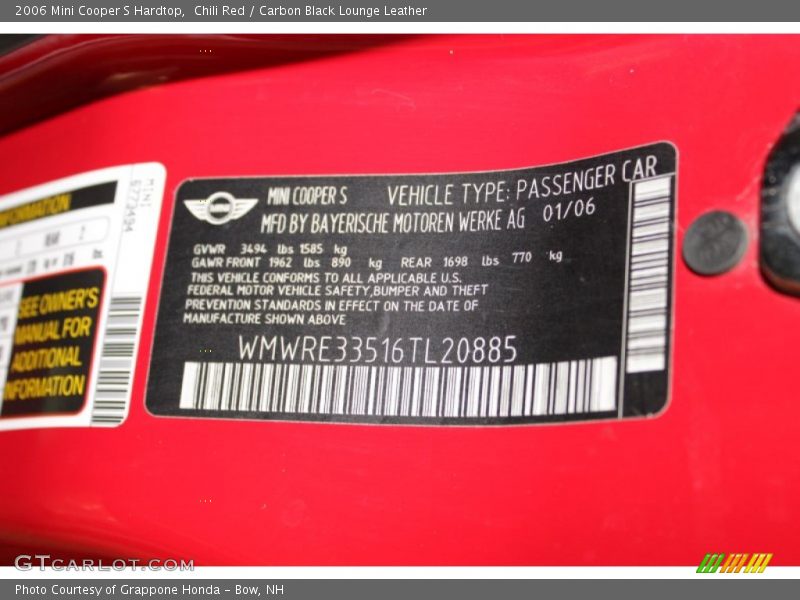 2006 Mini Cooper S Hardtop,  Chili Red / Carbon Black Lounge Leather
MINI COOPER S VEHICLE TYPE: PASSENGER CAR
MFD BY BAYERISCHE MOTOREN WERKE AG 01/06
GVWR 3494 lbs 1585 kg
GAWR FRONT 1962 lbs 890 kg REAR 1698 lbs 770 kg
THIS VEHICLE CONFORMS TO ALL APPLICABLE U.S.
FEDERAL MOTOR VEHICLE SAFETY,BUMPER AND THEFT
PREVENTION STANDARDS IN EFFECT ON THE DATE OF
MANUFACTURE SHOWN ABOVE
WMWRE33516TL20885
MINI
6772494
SEE OWNER'S
MANUAL FOR
ADDITIONAL
INFORMATION
GTCARLOT.COM
Photo Courtesy of Grappone Honda – Bow, NH